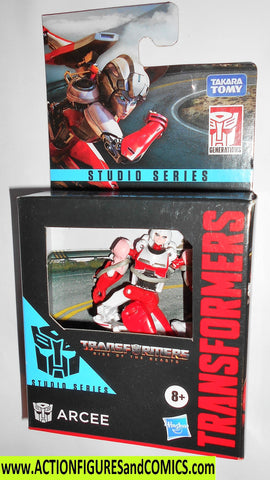 TAKARA
TOMY
GENERATIONS
STUDIO SERIES
TRANSFORMERS
TRANSFORMERS
RISE OF THE BEASTS
STUDIO SERIES
8+
ARCEE
Hasbro
www.ACTIONFIGURESandCOMICS.com